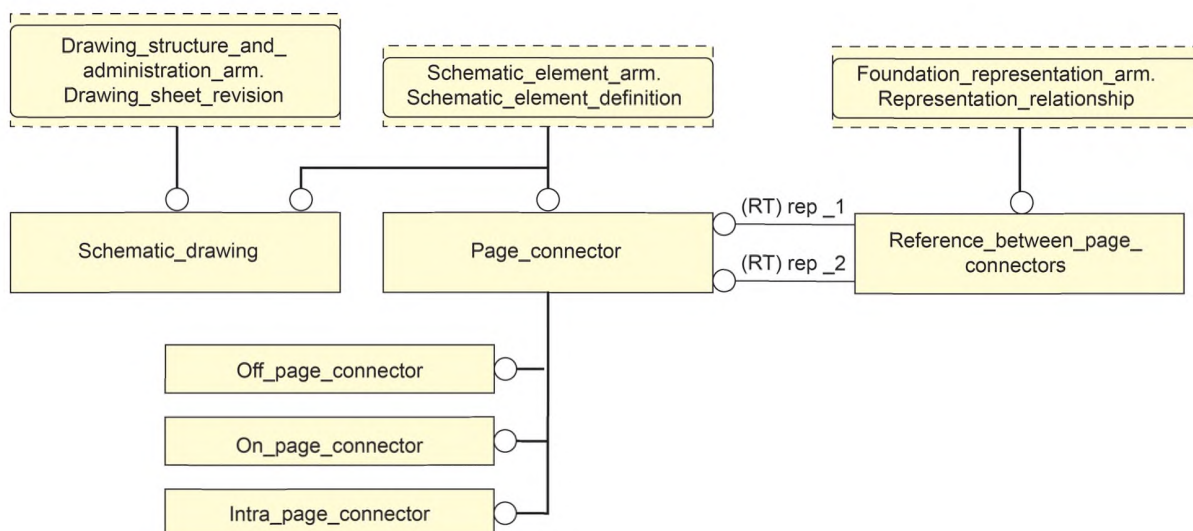 Drawing_structure_and_
administration_arm.
Drawing_sheet_revision
Schematic_element_arm.
Schematic_element_definition
Foundation_representation_arm.
Representation_relationship
Schematic_drawing
Page_connector
(RT) rep _1
(RT) rep _2
Reference_between_page_
connectors
Off_page_connector
On_page_connector
Intra_page_connector